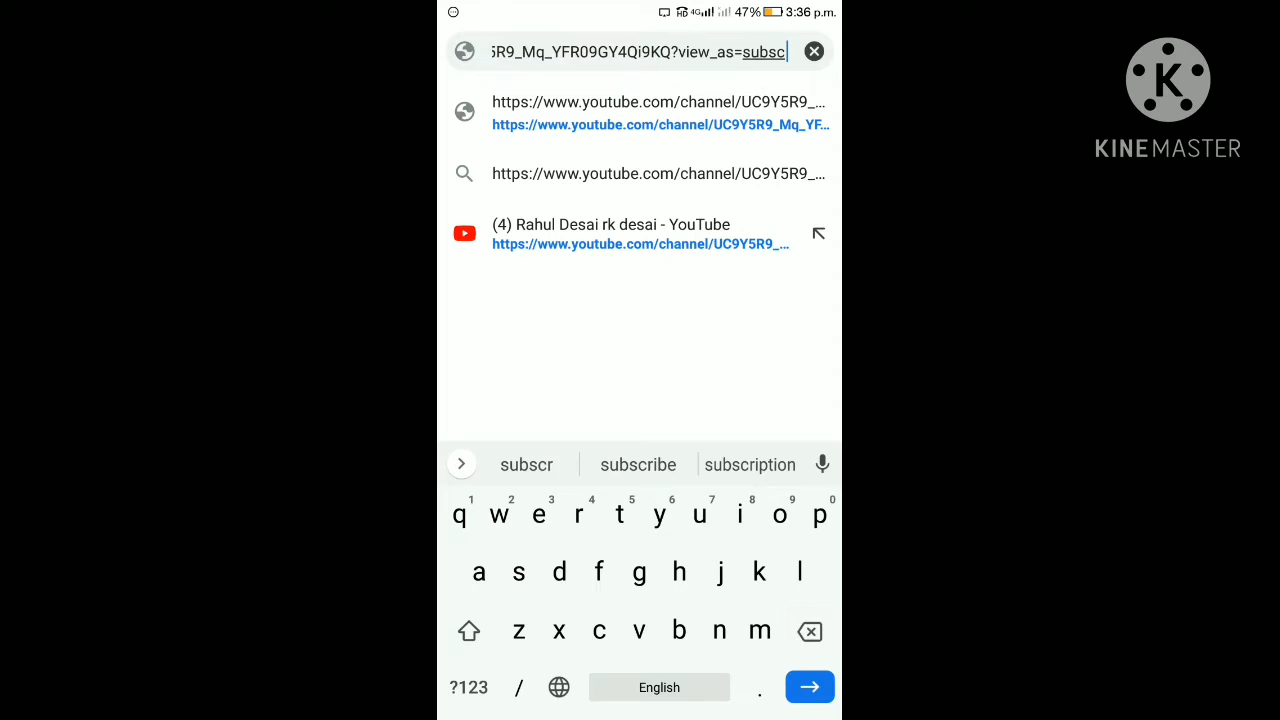 HD 4G 47% 3:36 p.m.
5R9_Mq_YFR09GY4Qi9KQ?view_as=subsc
https://www.youtube.com/channel/UC9Y5R9_...
https://www.youtube.com/channel/UC9Y5R9_Mq_YF...
https://www.youtube.com/channel/UC9Y5R9_...
(4) Rahul Desai rk desai - YouTube
https://www.youtube.com/channel/UC9Y5R9_...
K
KINEMASTER
subscr subscribe subscription
1 2 3 4 5 6 7 8 9 0
q w e r t y u i o p
a s d f g h j k l
z x c v b n m
?123 / English .